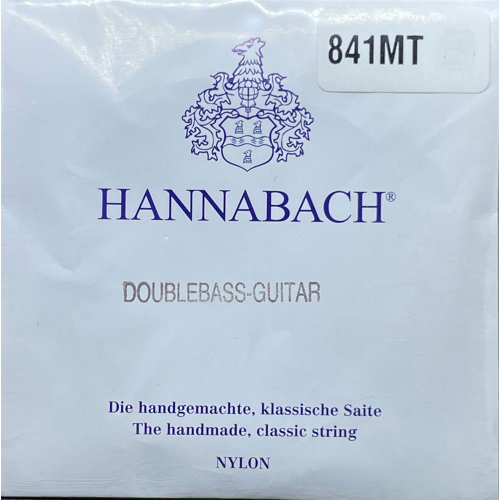 841MT
HANNABACH®
DOUBLEBASS-GUITAR
Die handgemachte, klassische Saite
The handmade, classic string
NYLON